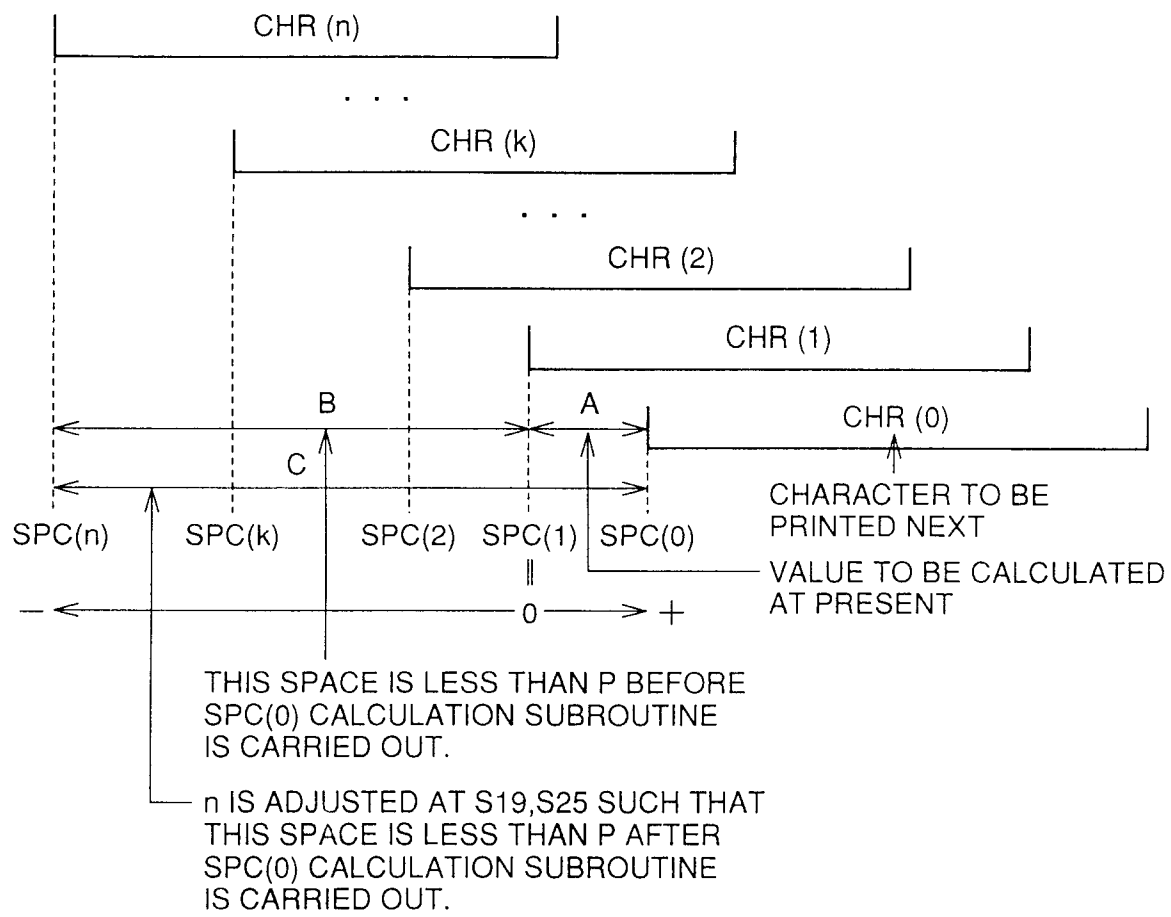 CHR (n)
. . .
CHR (k)
. . .
CHR (2)
CHR (1)
B A CHR (0)
C
CHARACTER TO BE
PRINTED NEXT
SPC(n) SPC(k) SPC(2) SPC(1) SPC(0)
VALUE TO BE CALCULATED
AT PRESENT
− 0 +
THIS SPACE IS LESS THAN P BEFORE
SPC(0) CALCULATION SUBROUTINE
IS CARRIED OUT.
n IS ADJUSTED AT S19,S25 SUCH THAT
THIS SPACE IS LESS THAN P AFTER
SPC(0) CALCULATION SUBROUTINE
IS CARRIED OUT.